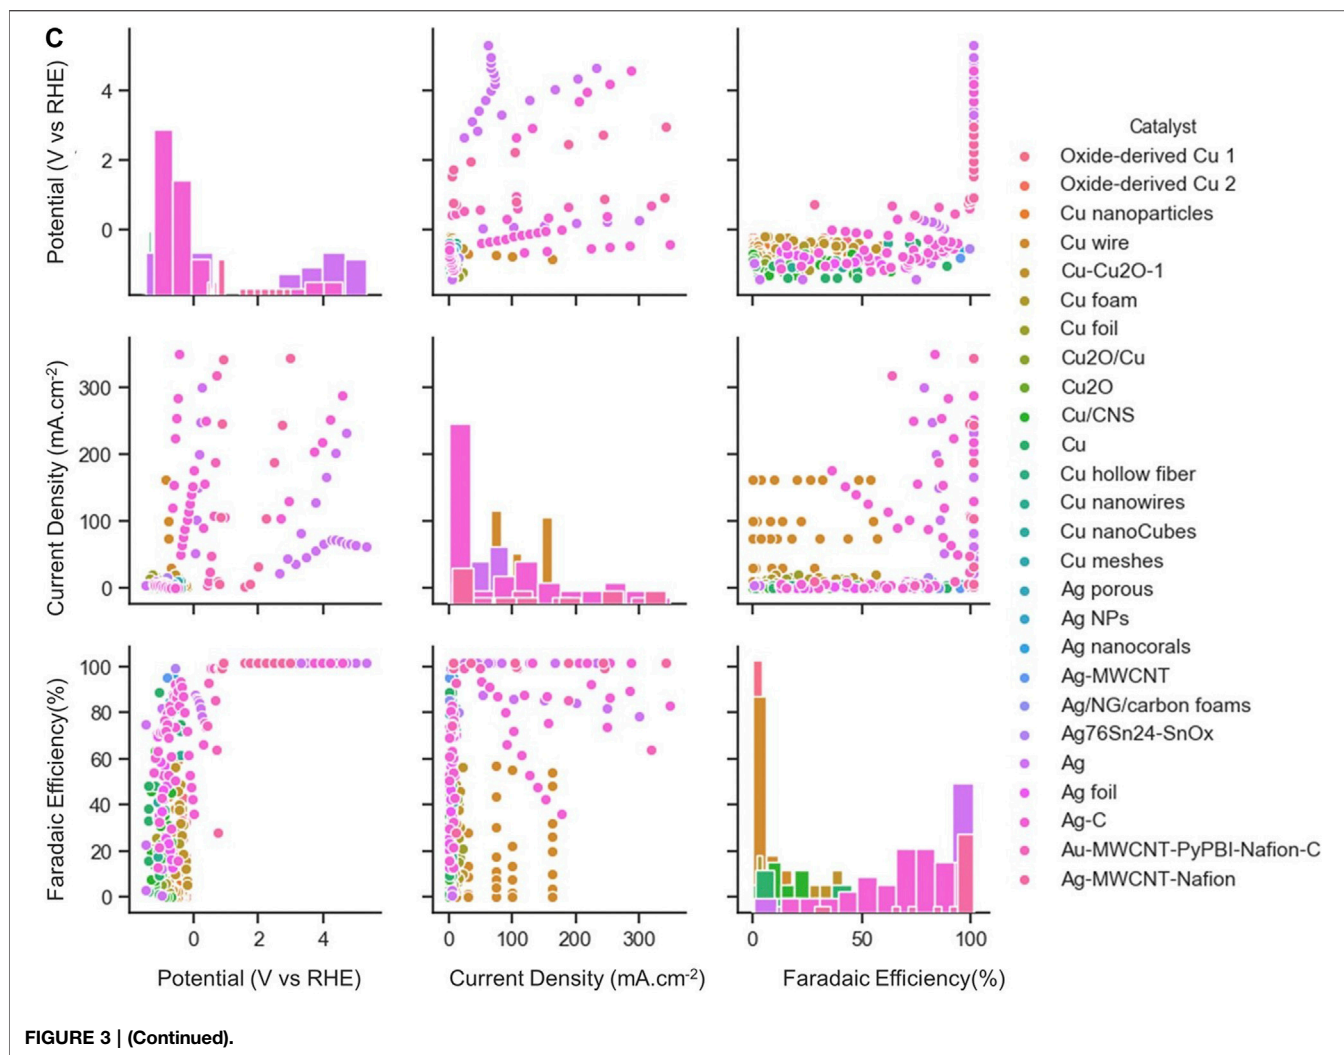 C
Potential (V vs RHE)
4
2
0
Current Density (mA.cm-2)
300
200
100
0
Faradaic Efficiency(%)
100
80
60
40
20
0
0 2 4
0 100 200 300
0 50 100
Potential (V vs RHE)
Current Density (mA.cm-2)
Faradaic Efficiency(%)
Catalyst
Oxide-derived Cu 1
Oxide-derived Cu 2
Cu nanoparticles
Cu wire
Cu-Cu2O-1
Cu foam
Cu foil
Cu2O/Cu
Cu2O
Cu/CNS
Cu
Cu hollow fiber
Cu nanowires
Cu nanoCubes
Cu meshes
Ag porous
Ag NPs
Ag nanocorals
Ag-MWCNT
Ag/NG/carbon foams
Ag76Sn24-SnOx
Ag
Ag foil
Ag-C
Au-MWCNT-PyPBI-Nafion-C
Ag-MWCNT-Nafion
FIGURE 3 | (Continued).